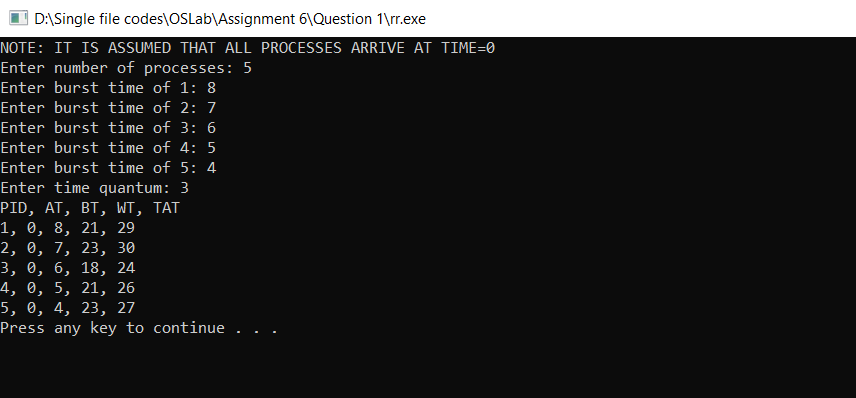 D:\Single file codes\OSLab\Assignment 6\Question 1\rr.exe
NOTE: IT IS ASSUMED THAT ALL PROCESSES ARRIVE AT TIME=0
Enter number of processes: 5
Enter burst time of 1: 8
Enter burst time of 2: 7
Enter burst time of 3: 6
Enter burst time of 4: 5
Enter burst time of 5: 4
Enter time quantum: 3
PID, AT, BT, WT, TAT
1, 0, 8, 21, 29
2, 0, 7, 23, 30
3, 0, 6, 18, 24
4, 0, 5, 21, 26
5, 0, 4, 23, 27
Press any key to continue . . .